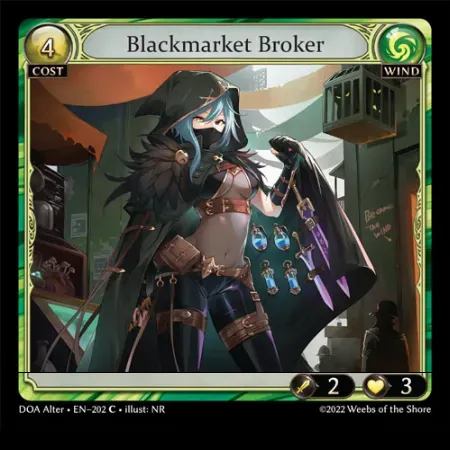 4
Blackmarket Broker
COST
WIND
2
3
DOA Alter • EN-202 C • illust: NR
©2022 Weebs of the Shore